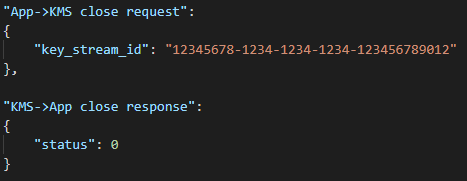 "App->KMS close request":
{
    "key_stream_id": "12345678-1234-1234-1234-123456789012"
},
"KMS->App close response":
{
    "status": 0
}